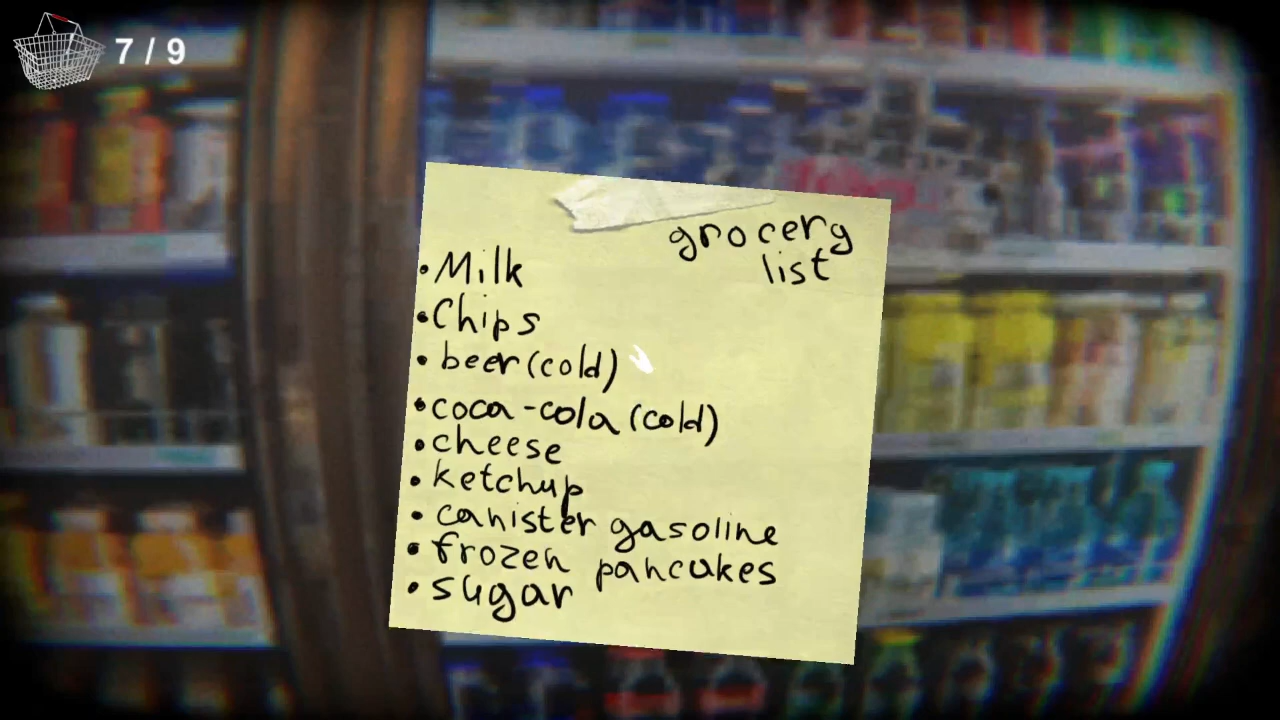 7 / 9
grocery
list
•Milk
•Chips
•beer(cold)
•coca-cola(cold)
•cheese
•ketchup
•canister gasoline
•frozen pancakes
•sugar